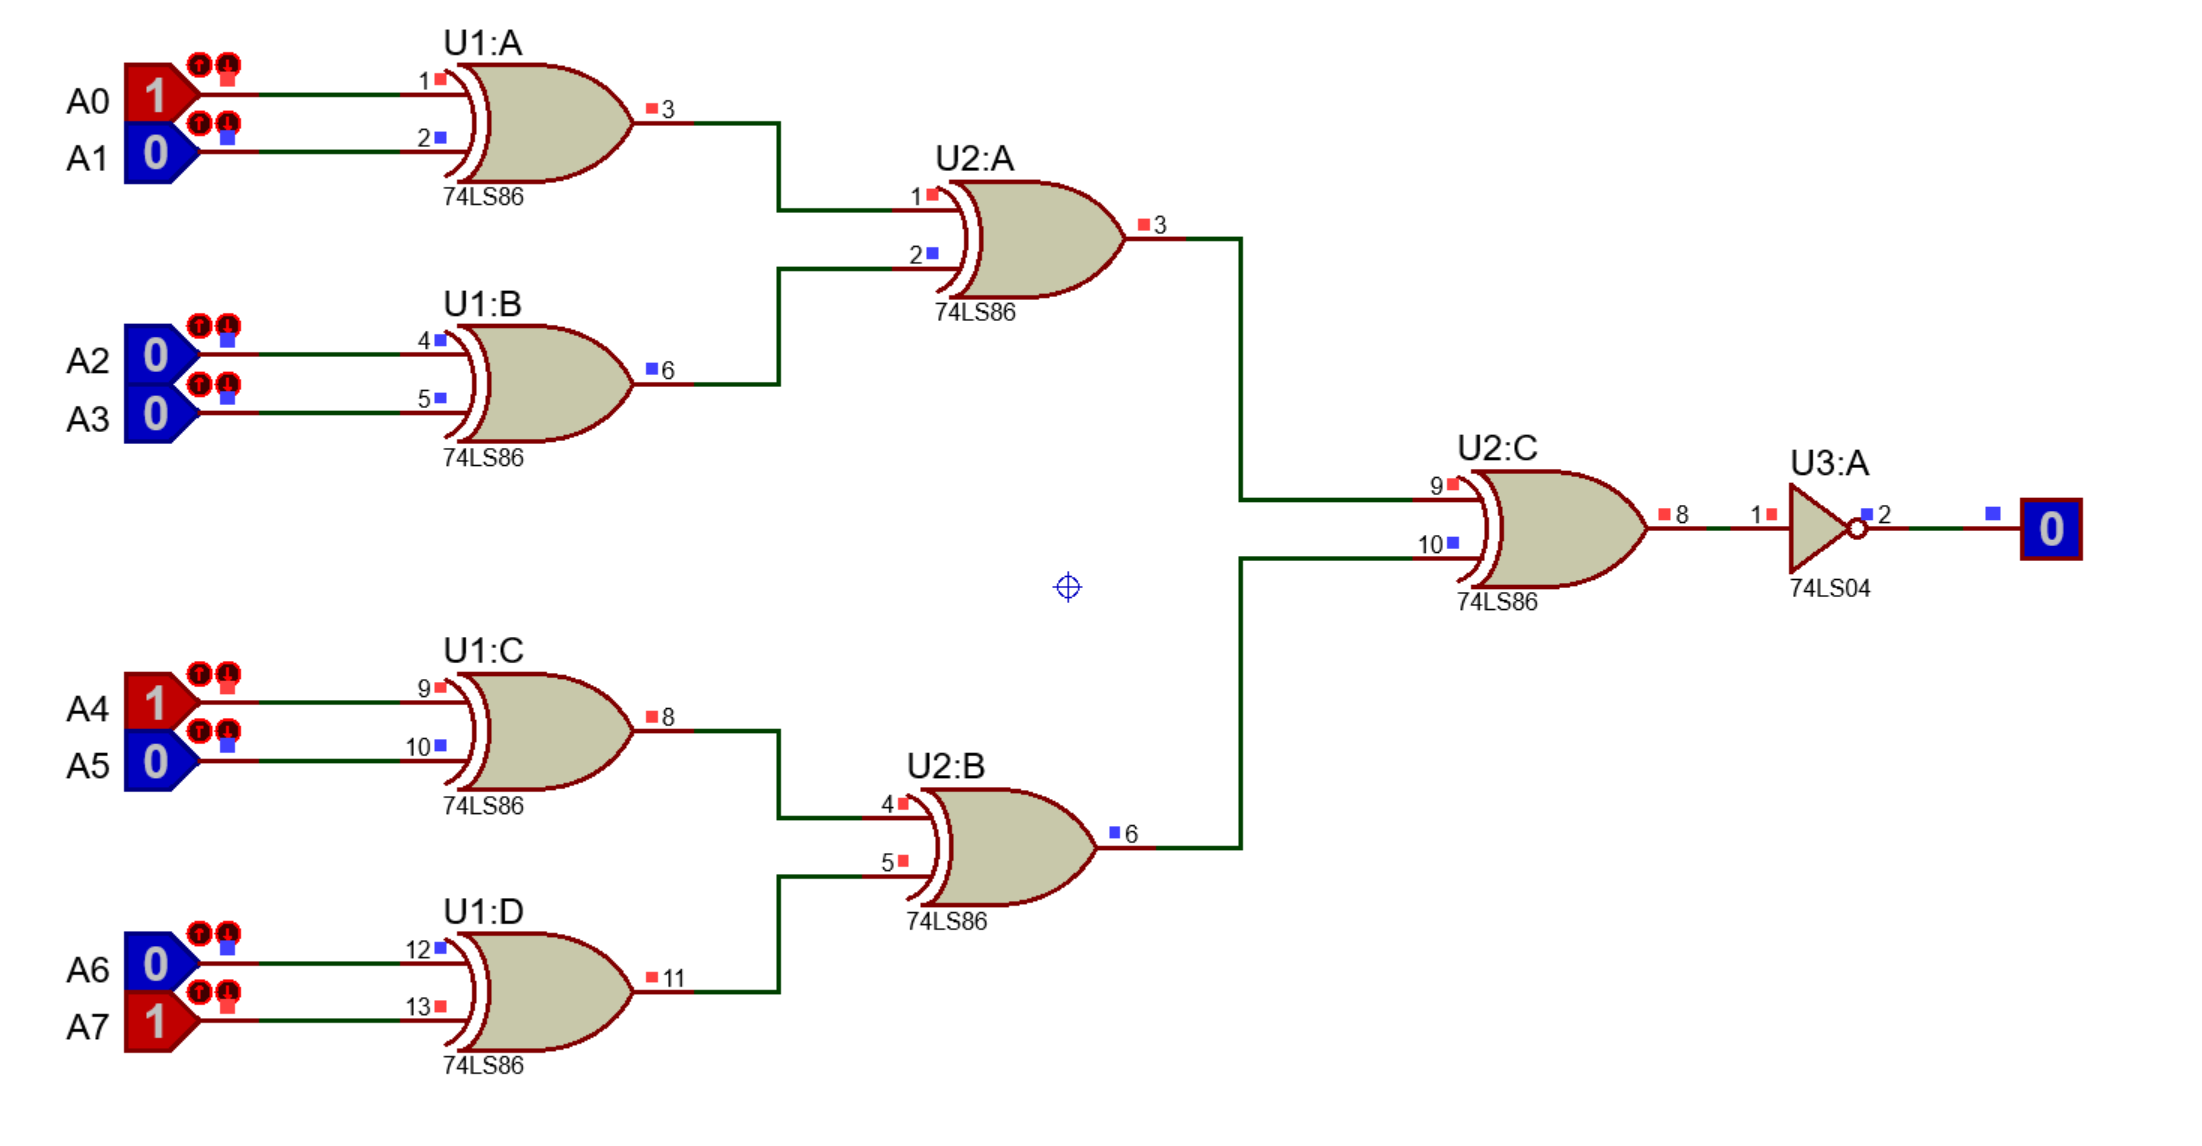 U1:A
A0 1 1 3
A1 0 2
74LS86
U2:A
1 3
2
74LS86
U1:B
A2 0 4 6
A3 0 5
74LS86
U2:C
9 8
10
74LS86
U3:A
1 2 0
74LS04
U1:C
A4 1 9 8
A5 0 10
74LS86
U2:B
4 6
5
74LS86
U1:D
A6 0 12 11
A7 1 13
74LS86